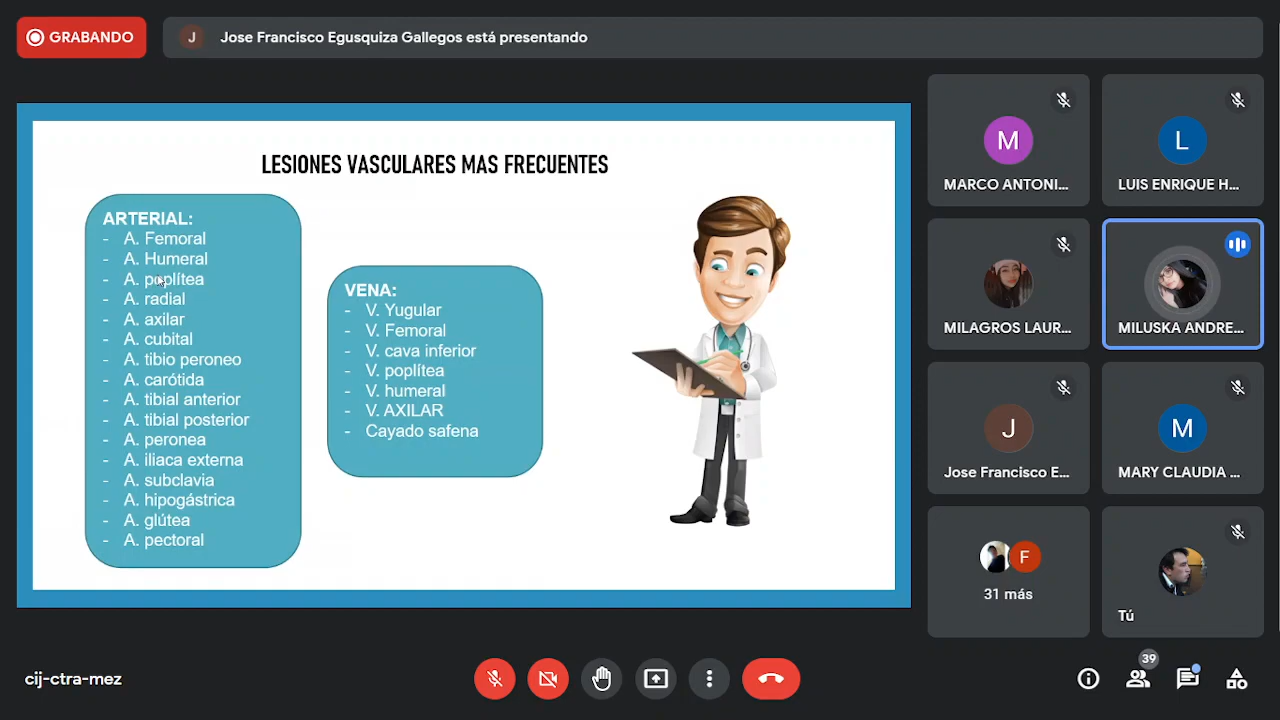 GRABANDO
J
Jose Francisco Egusquiza Gallegos está presentando
LESIONES VASCULARES MAS FRECUENTES
ARTERIAL:
- A. Femoral
- A. Humeral
- A. poplítea
- A. radial
- A. axilar
- A. cubital
- A. tibio peroneo
- A. carótida
- A. tibial anterior
- A. tibial posterior
- A. peronea
- A. iliaca externa
- A. subclavia
- A. hipogástrica
- A. glútea
- A. pectoral
VENA:
- V. Yugular
- V. Femoral
- V. cava inferior
- V. poplítea
- V. humeral
- V. AXILAR
- Cayado safena
M
MARCO ANTONI...
L
LUIS ENRIQUE H...
MILAGROS LAUR...
MILUSKA ANDRE...
J
Jose Francisco E...
M
MARY CLAUDIA ...
F
31 más
Tú
cij-ctra-mez
39